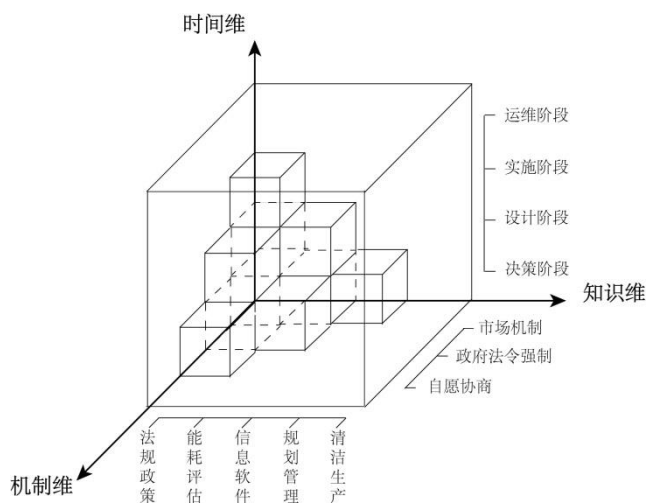 时间维
运维阶段
实施阶段
设计阶段
决策阶段
知识维
市场机制
政府法令强制
自愿协商
机制维
法规政策
能耗评估
信息软件
规划管理
清洁生产